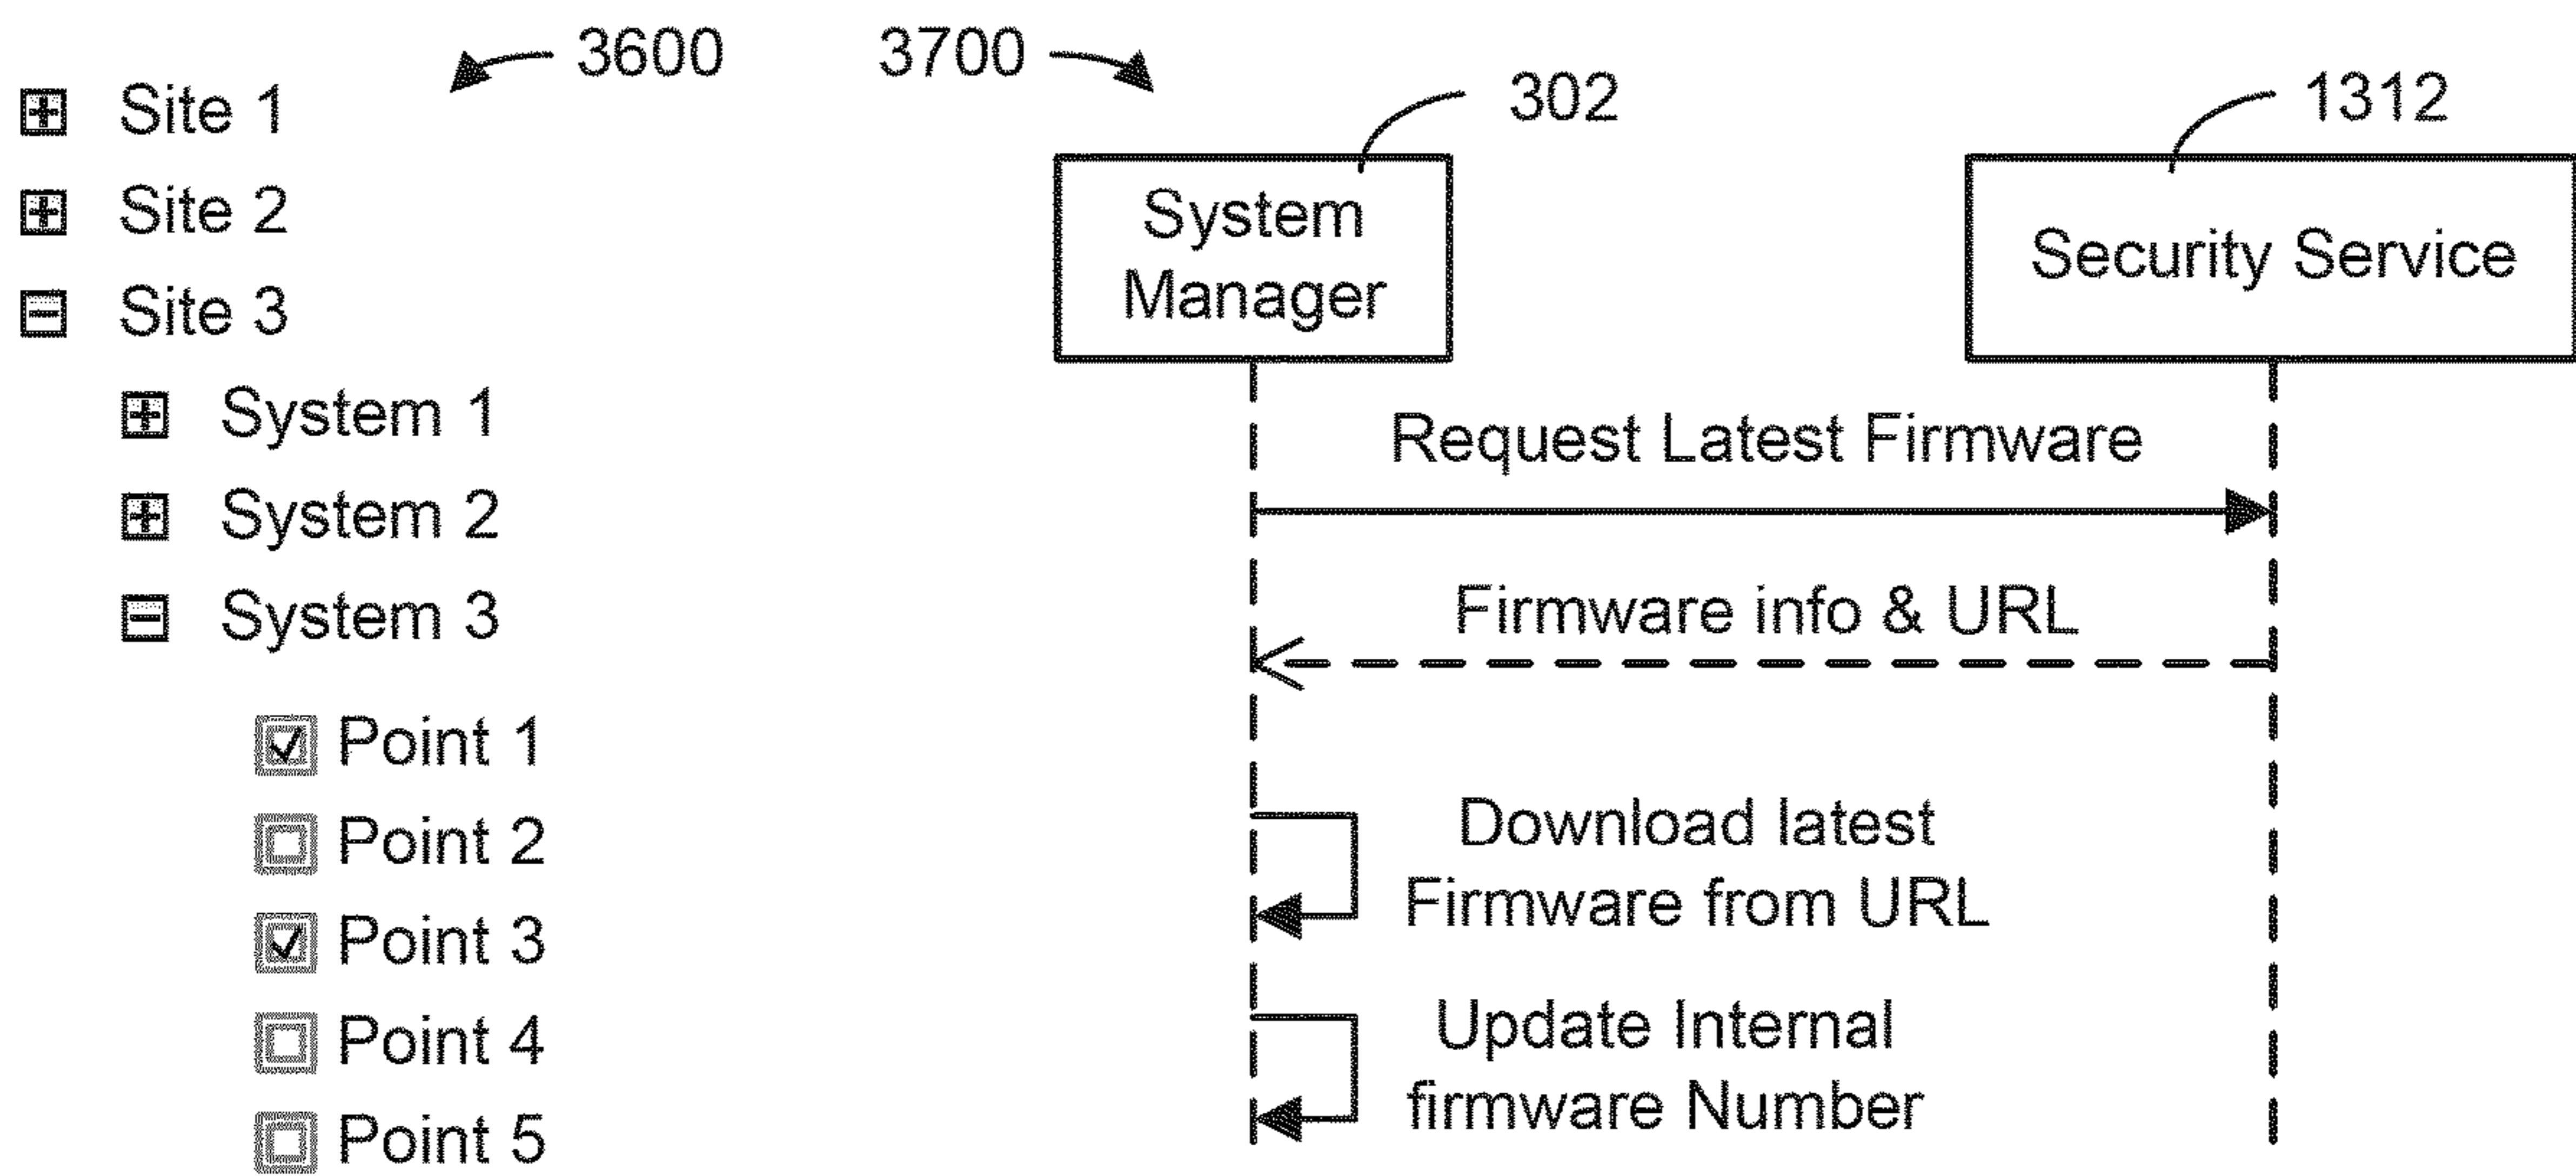 3600
Site 1
Site 2
Site 3
System 1
System 2
System 3
Point 1
Point 2
Point 3
Point 4
Point 5
3700
302
1312
System
Manager
Security Service
Request Latest Firmware
Firmware info & URL
Download latest
Firmware from URL
Update Internal
firmware Number